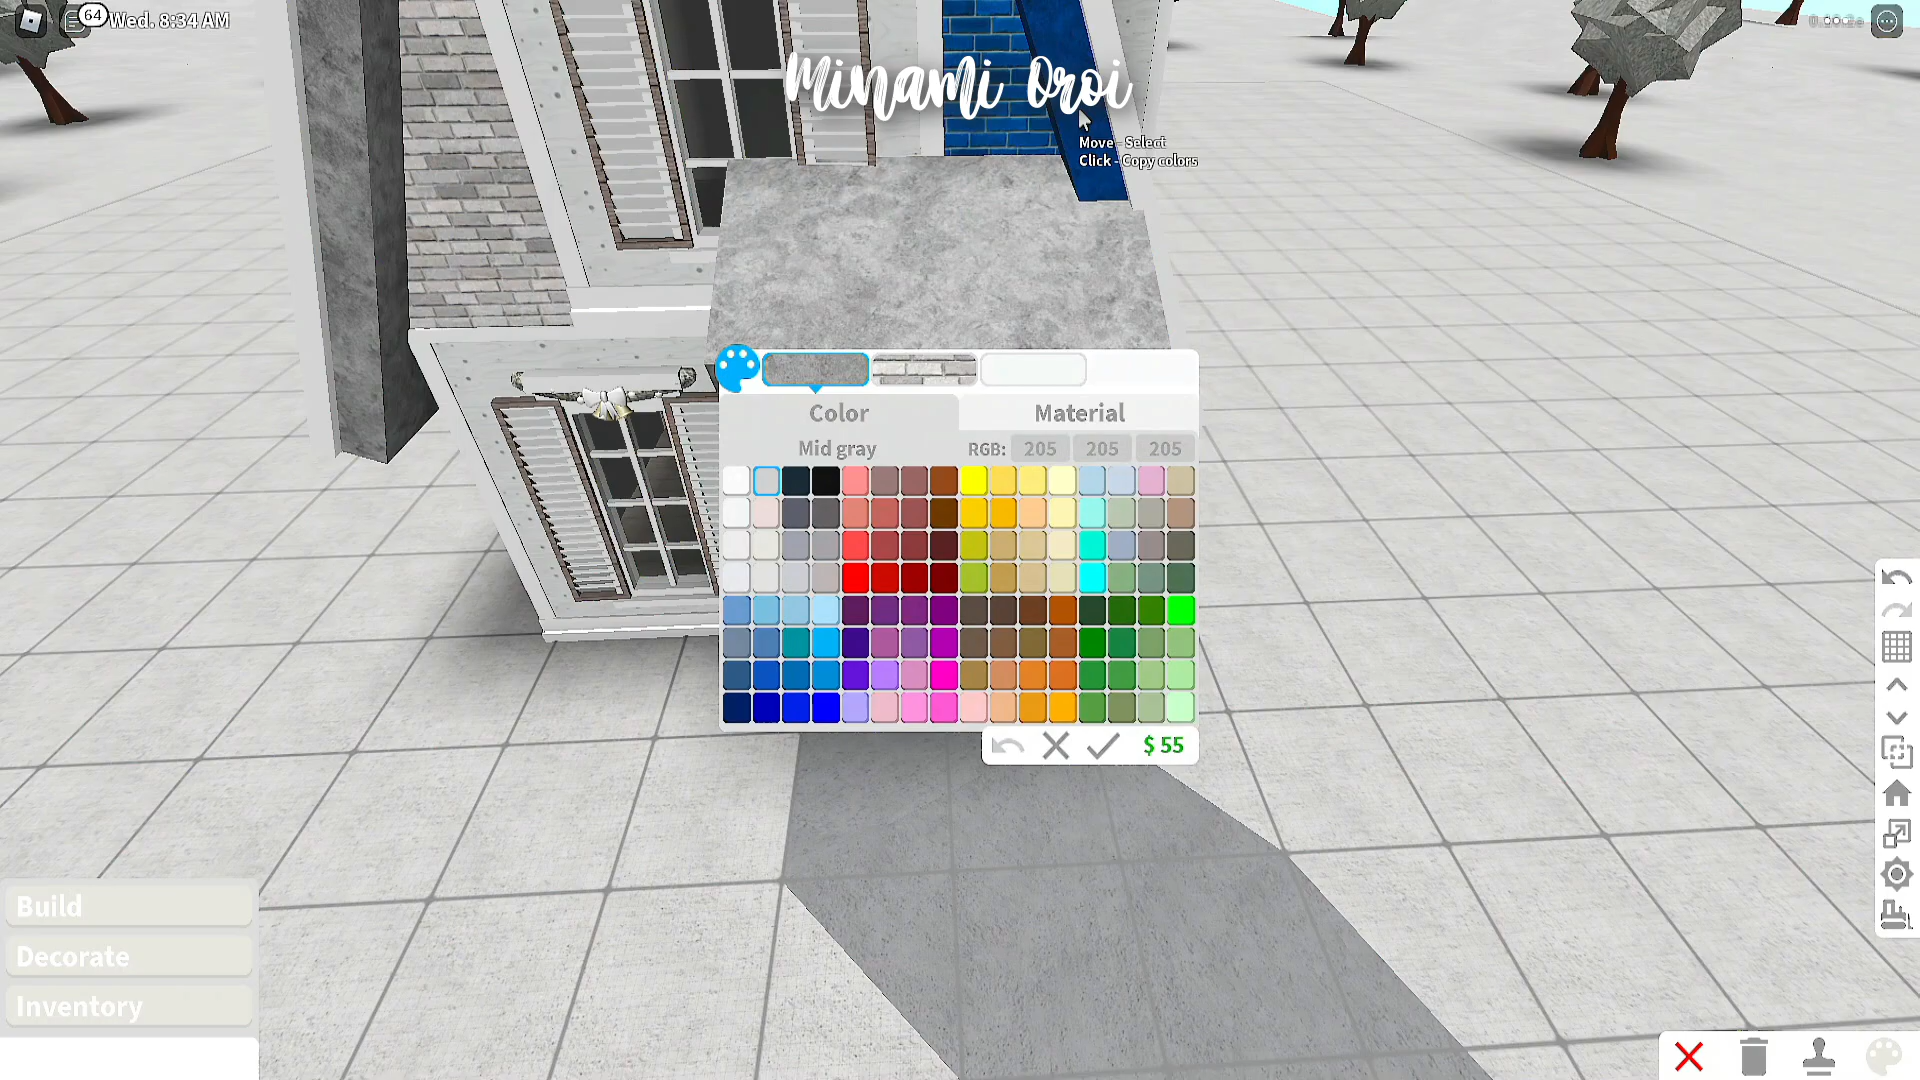 64
Wed. 8:34 AM
Minami Oroi
Move - Select
Click - Copy colors
Color
Material
Mid gray
RGB: 205 205 205
$ 55
Build
Decorate
Inventory